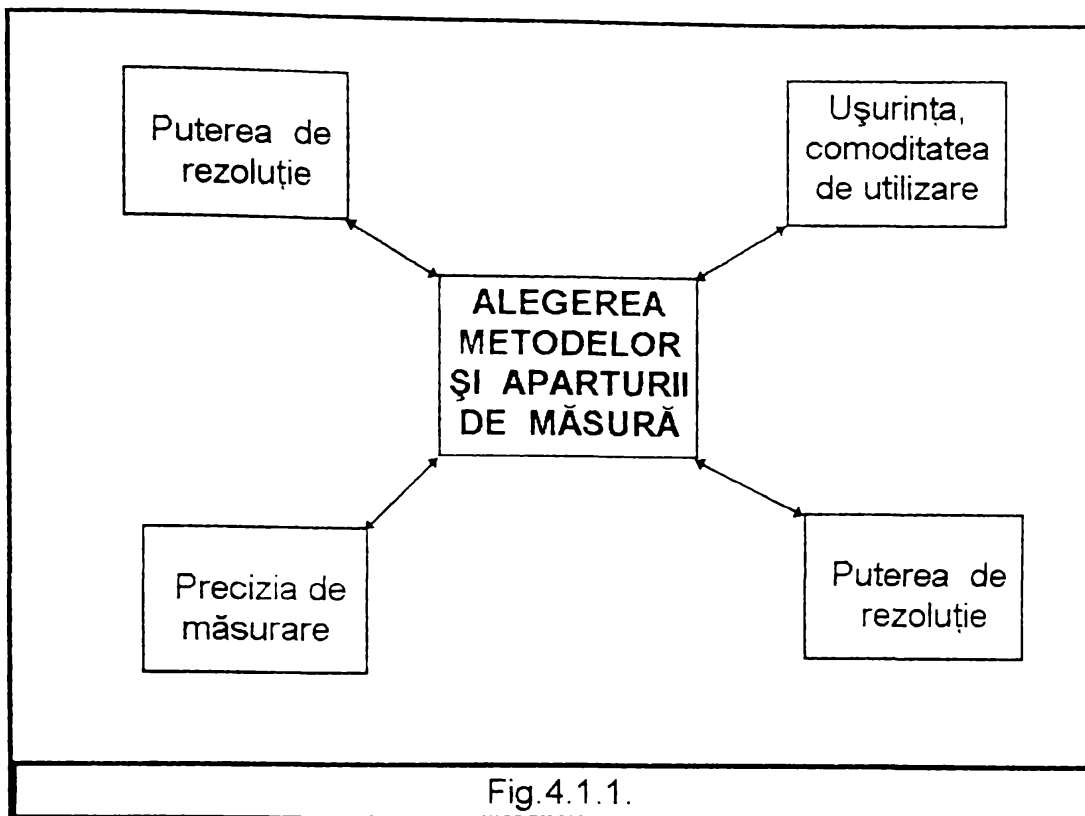 Puterea de
rezoluție
Ușurința,
comoditatea
de utilizare
ALEGEREA
METODELOR
ŞI APARTURII
DE MĂSURĂ
Precizia de
măsurare
Puterea de
rezoluție
Fig.4.1.1.